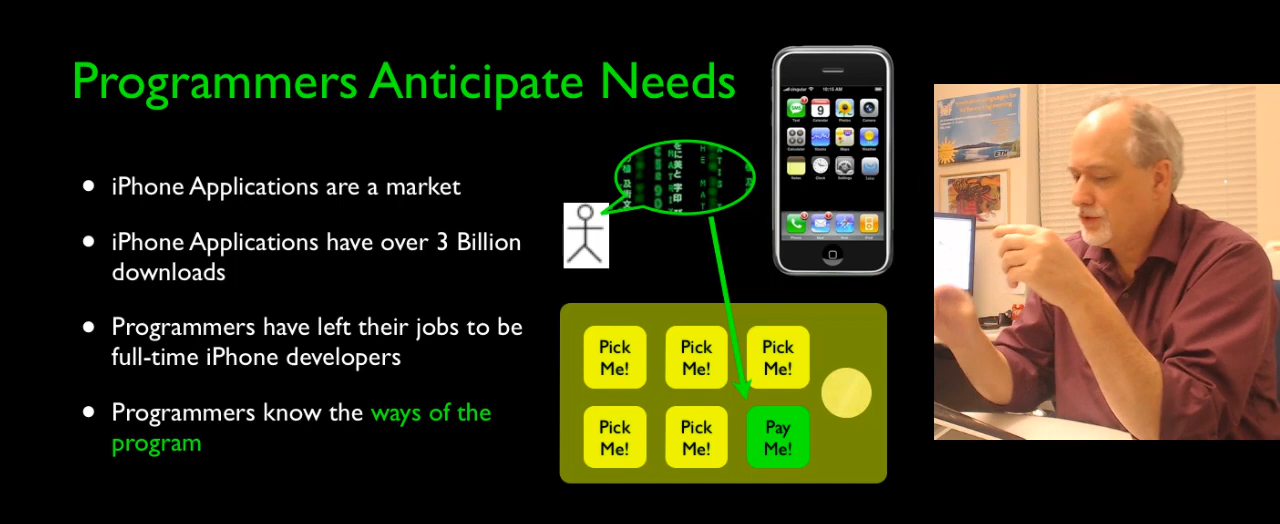 Programmers Anticipate Needs
iPhone Applications are a market
iPhone Applications have over 3 Billion
downloads
Programmers have left their jobs to be
full-time iPhone developers
Programmers know the ways of the
program
Pick
Me!
Pick
Me!
Pick
Me!
Pick
Me!
Pick
Me!
Pay
Me!
ETH